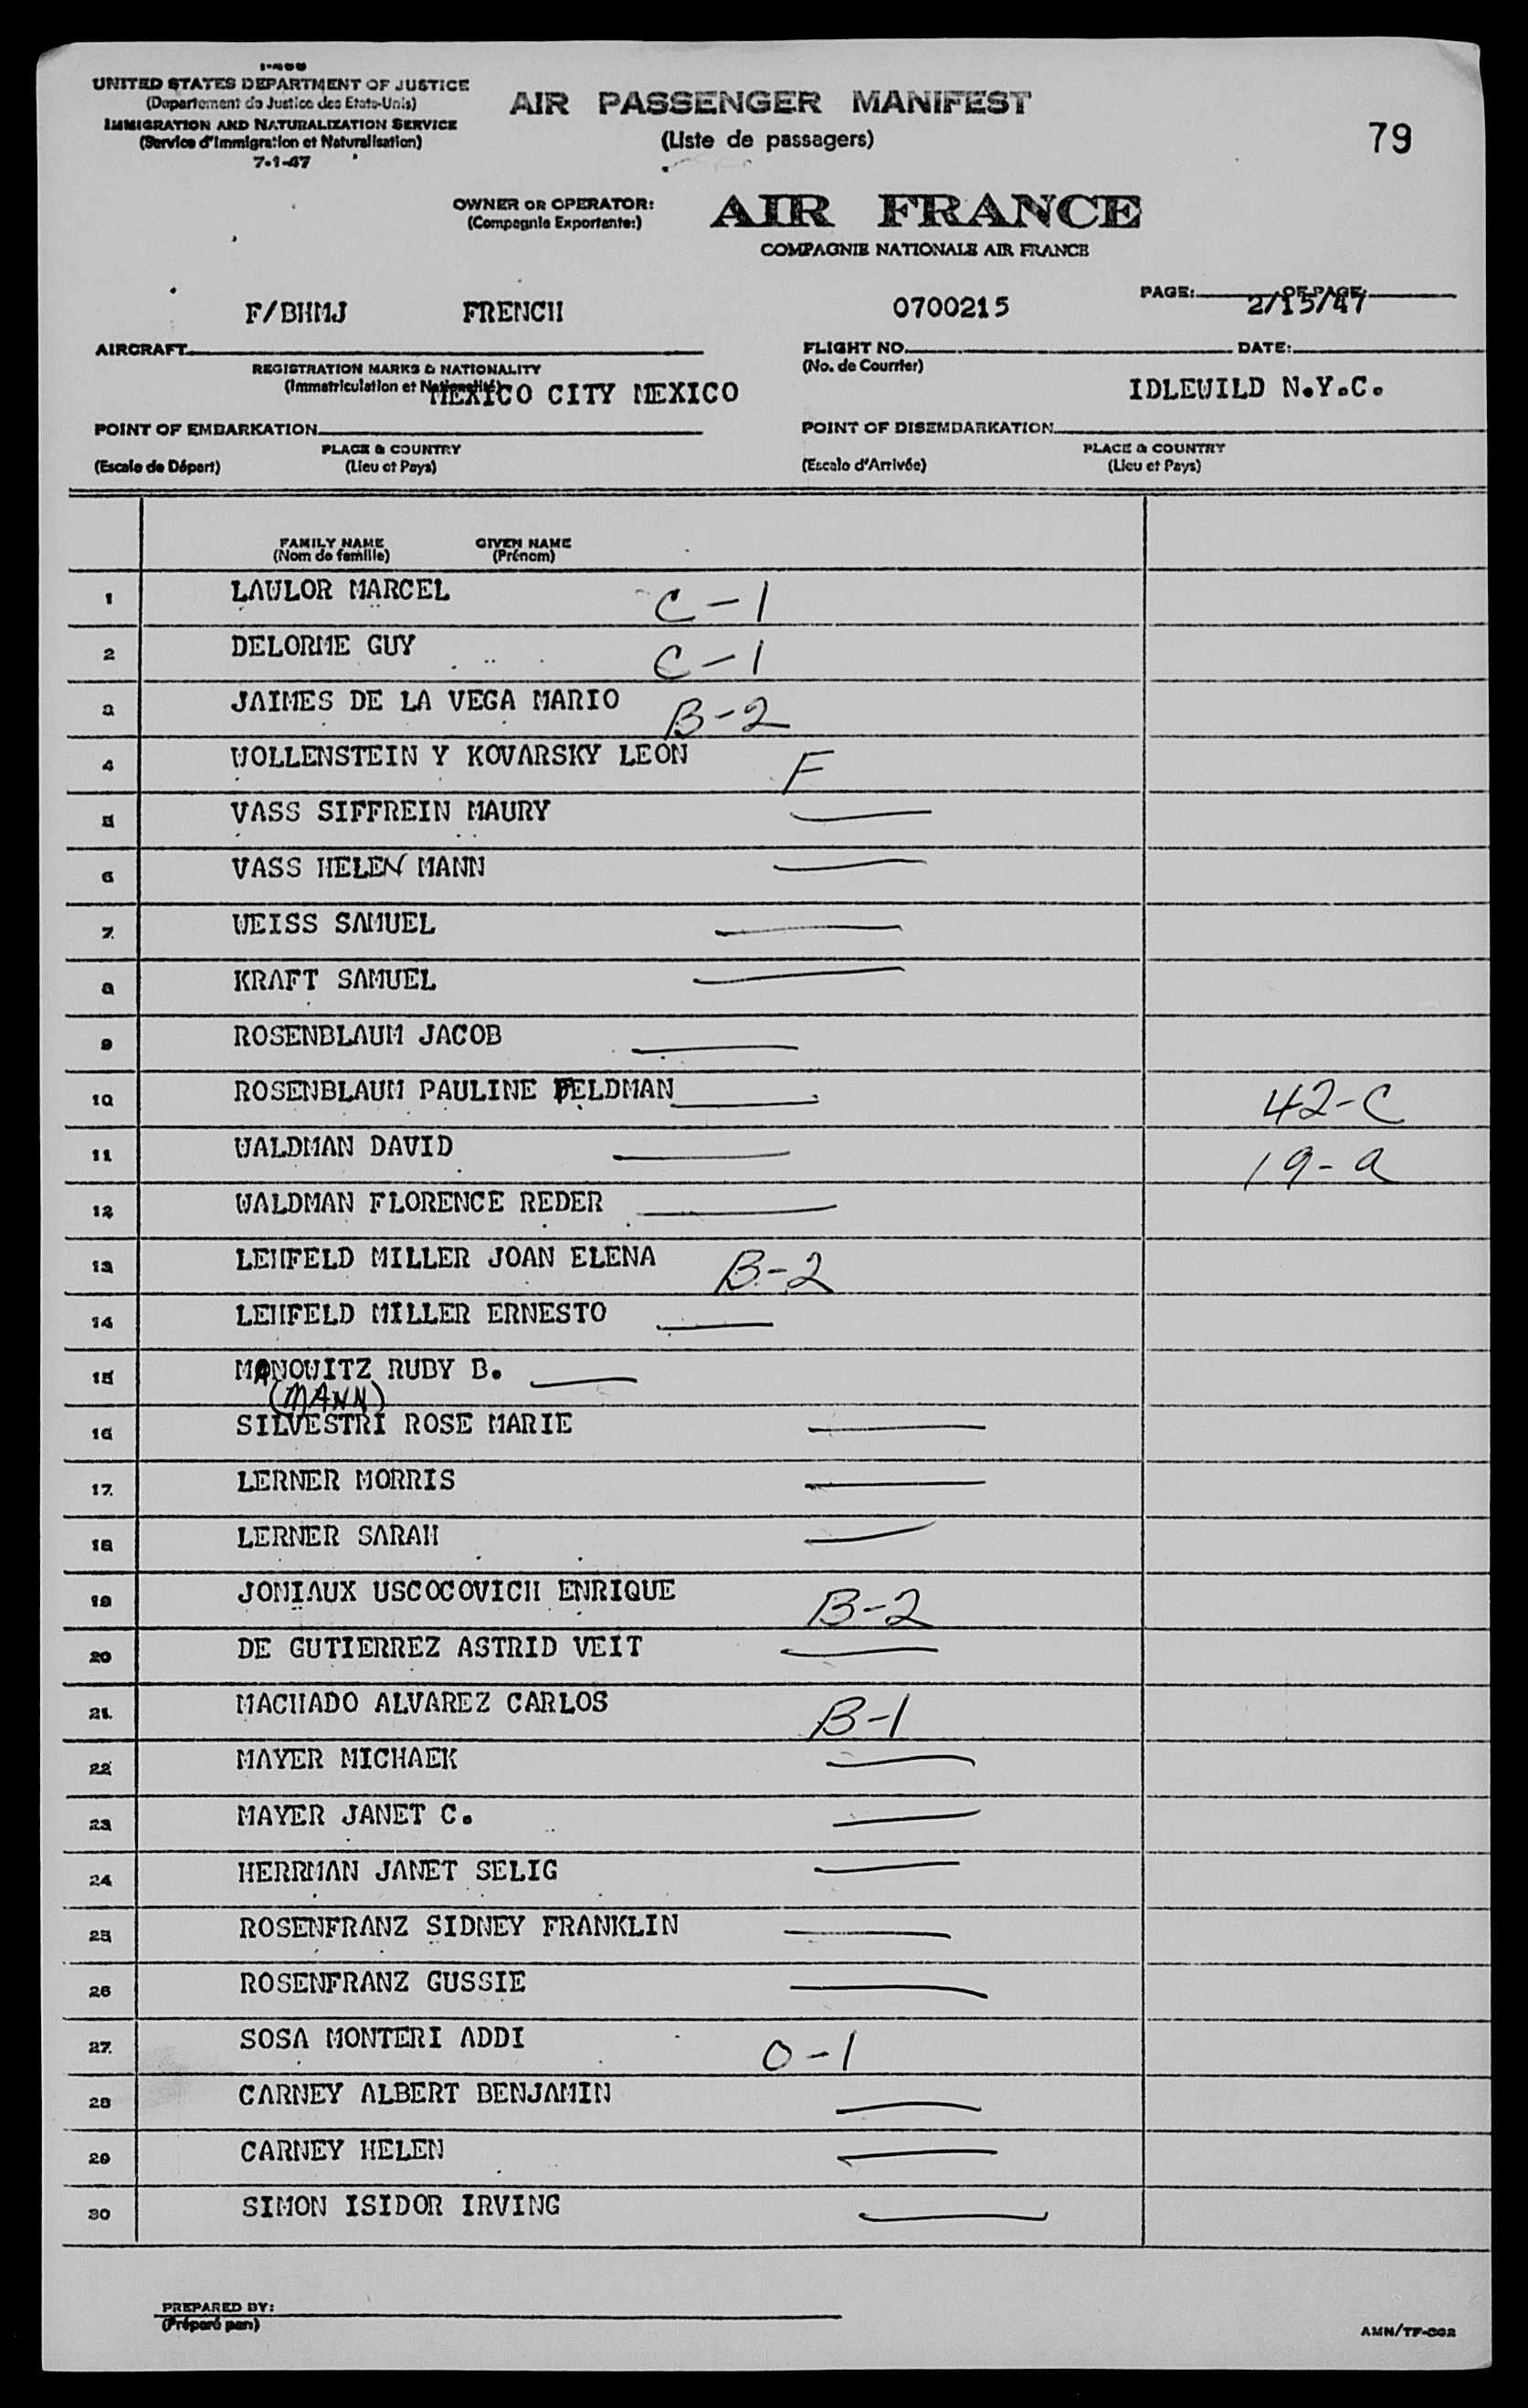 I-466
UNITED STATES DEPARTMENT OF JUSTICE
(Departement de Justice des Etats-Unis)
IMMIGRATION AND NATURALIZATION SERVICE
(Service d'Immigration et Naturalisation)
7-1-47
AIR PASSENGER MANIFEST
(Liste de passagers)
79
OWNER OR OPERATOR: AIR FRANCE
(Compagnie Exportante:)
COMPAGNIE NATIONALE AIR FRANCE
PAGE: OF PAGE:
F/BHMJ FRENCH 0700215 2/15/47
AIRCRAFT FLIGHT NO. DATE:
REGISTRATION MARKS & NATIONALITY (No. de Courrier)
(Immatriculation et Nationalité)
MEXICO CITY MEXICO IDLEWILD N.Y.C.
POINT OF EMBARKATION POINT OF DISEMBARKATION
PLACE & COUNTRY PLACE & COUNTRY
(Escale de Départ) (Lieu et Pays) (Escale d'Arrivée) (Lieu et Pays)
FAMILY NAME GIVEN NAME
(Nom de famille) (Prénom)
1 LAWLOR MARCEL C-1
2 DELORME GUY C-1
3 JAIMES DE LA VEGA MARIO B-2
4 WOLLENSTEIN Y KOVARSKY LEON F
5 VASS SIFFREIN MAURY
6 VASS HELEN MANN
7 WEISS SAMUEL
8 KRAFT SAMUEL
9 ROSENBLAUM JACOB
10 ROSENBLAUM PAULINE FELDMAN 42-C
11 WALDMAN DAVID 19-a
12 WALDMAN FLORENCE REDER
13 LEHFELD MILLER JOAN ELENA B-2
14 LEHFELD MILLER ERNESTO
15 MANOWITZ RUBY B.
(MANN)
16 SILVESTRI ROSE MARIE
17 LERNER MORRIS
18 LERNER SARAH
19 JONIAUX USCOCOVICH ENRIQUE B-2
20 DE GUTIERREZ ASTRID VEIT
21 MACHADO ALVAREZ CARLOS B-1
22 MAYER MICHAEK
23 MAYER JANET C.
24 HERRMAN JANET SELIG
25 ROSENFRANZ SIDNEY FRANKLIN
26 ROSENFRANZ GUSSIE
27 SOSA MONTERI ADDI O-1
28 CARNEY ALBERT BENJAMIN
29 CARNEY HELEN
30 SIMON ISIDOR IRVING
PREPARED BY:
(Préparé par)
AMN/TF-002